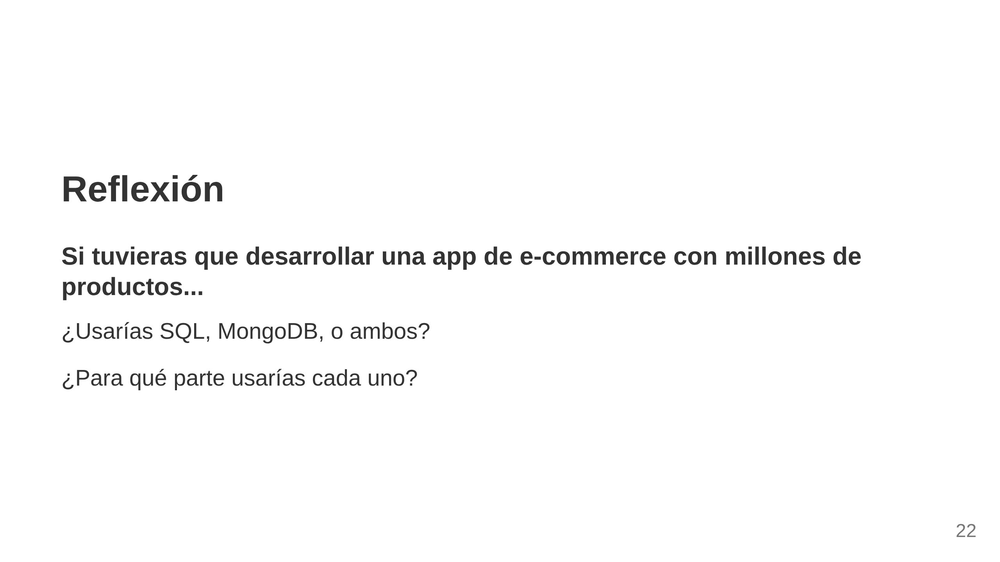 Reflexión
Si tuvieras que desarrollar una app de e-commerce con millones de
productos...
¿Usarías SQL, MongoDB, o ambos?
¿Para qué parte usarías cada uno?
22